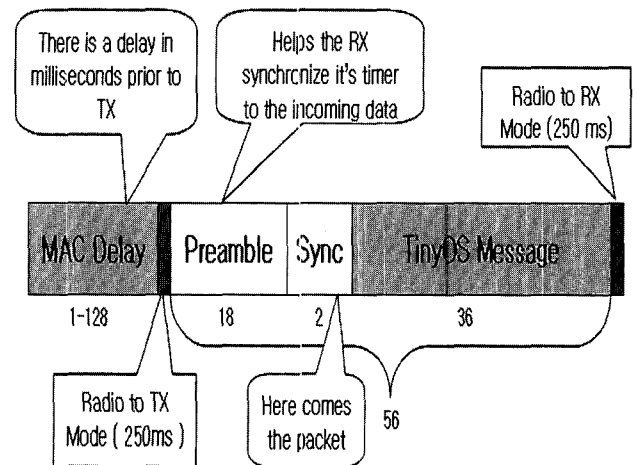 There is a delay in
milliseconds prior to
TX
Helps the RX
synchronize it's timer
to the incoming data
Radio to RX
Mode (250 ms)
MAC Delay
Preamble
Sync
TinyOS Message
1-128
18
2
36
Radio to TX
Mode ( 250ms )
Here comes
the packet
56